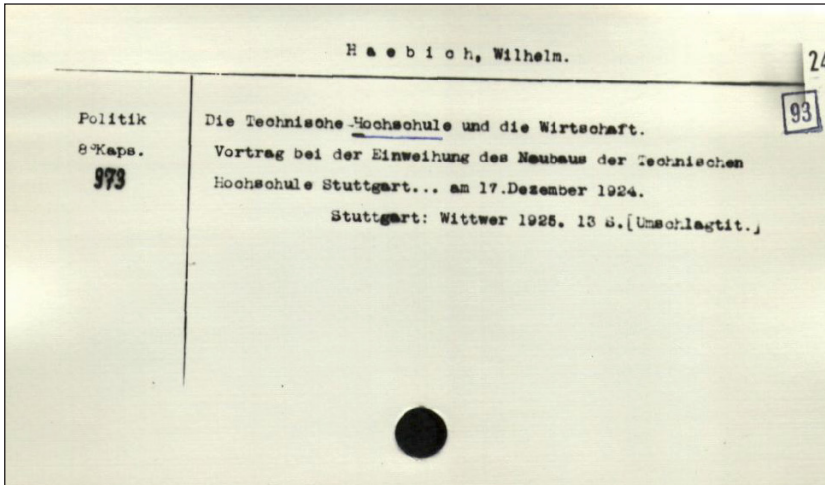 Haebich, Wilhelm.
24
93
Politik
8°Kaps.
973
Die Technische Hochschule und die Wirtschaft.
Vortrag bei der Einweihung des Neubaus der Technischen
Hochschule Stuttgart... am 17.Dezember 1924.
Stuttgart: Wittwer 1925. 13 S.[Umschlagtit.]